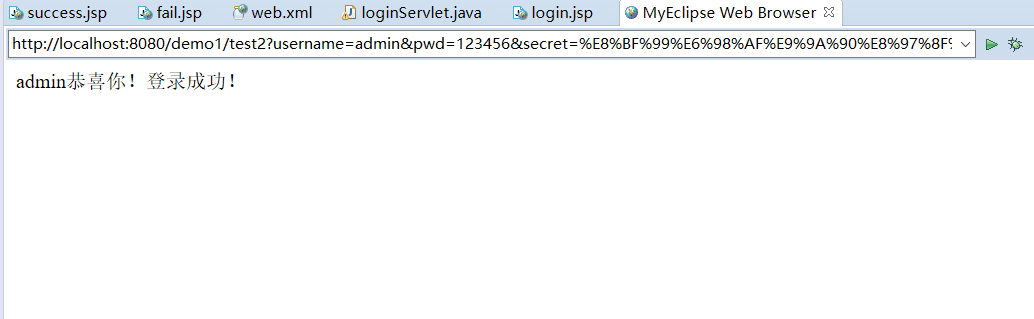 success.jsp fail.jsp web.xml loginServlet.java login.jsp MyEclipse Web Browser
http://localhost:8080/demo1/test2?username=admin&pwd=123456&secret=%E8%BF%99%E6%98%AF%E9%9A%90%E8%97%8F%
admin恭喜你！登录成功！